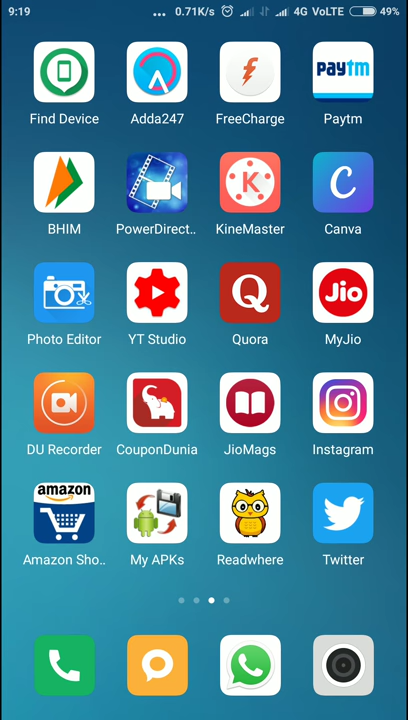 9:19 ... 0.71K/s 4G VoLTE 49%
paytm
Find Device Adda247 FreeCharge Paytm
K C
BHIM PowerDirect.. KineMaster Canva
Q Jio
Photo Editor YT Studio Quora MyJio
DU Recorder CouponDunia JioMags Instagram
amazon
Amazon Sho.. My APKs Readwhere Twitter